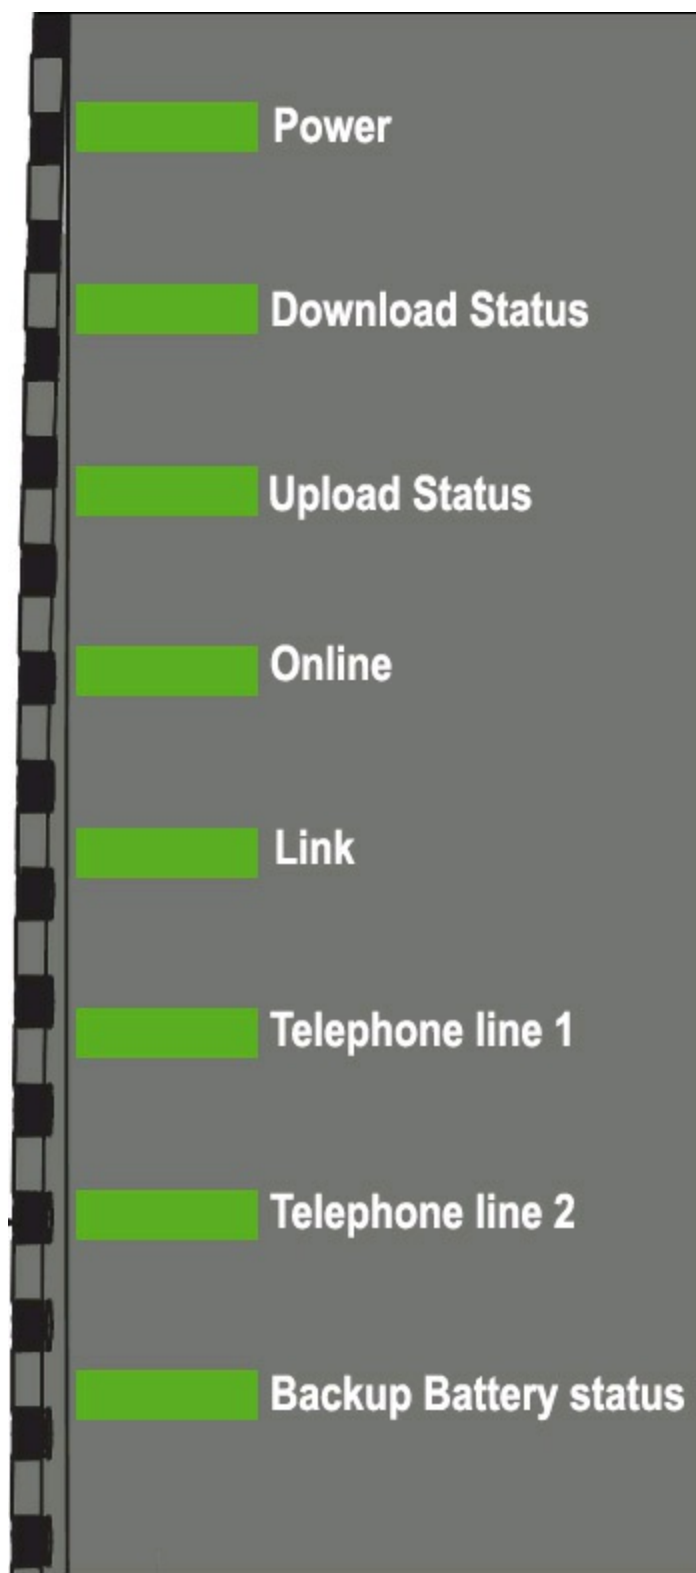 Power
Download Status
Upload Status
Online
Link
Telephone line 1
Telephone line 2
Backup Battery status